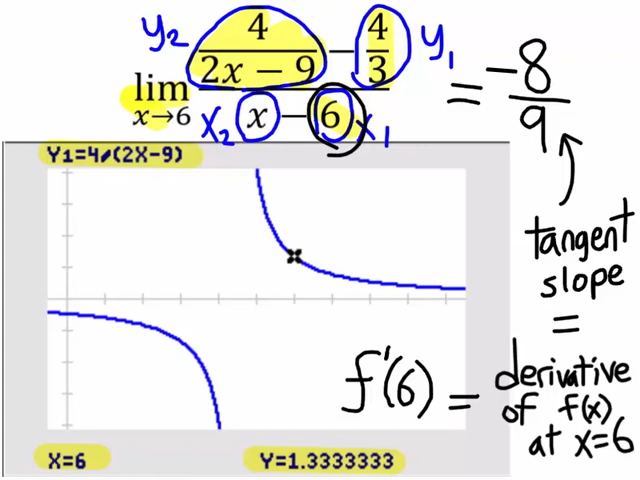 y₂ 4/(2x − 9) − 4/3 y₁
lim x→6
x₂ x − 6 x₁
= -8/9
Y1=4/(2X-9)
tangent
slope
=
f'(6) = derivative
of f(x)
at x=6
X=6 Y=1.3333333